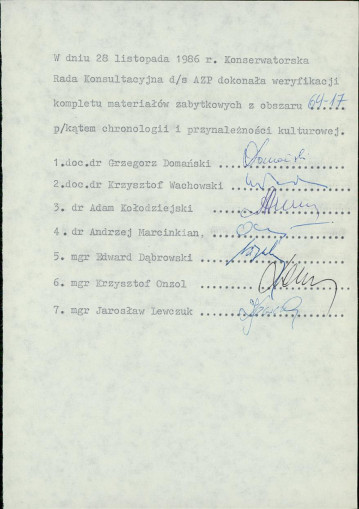 W dniu 28 listopada 1986 r. Konserwatorska
Rada Konsultacyjna d/s AZP dokonała weryfikacji
kompletu materiałów zabytkowych z obszaru 64-17
p/kątem chronologii i przynależności kulturowej.
1.doc.dr Grzegorz Domański ..................
2.doc.dr Krzysztof Wachowski ................
3. dr Adam Kołodziejski ....................
4. dr Andrzej Marcinkian. ..................
5. mgr Edward Dąbrowski ....................
6. mgr Krzysztof Onzol .....................
7. mgr Jarosław Lewczuk ....................